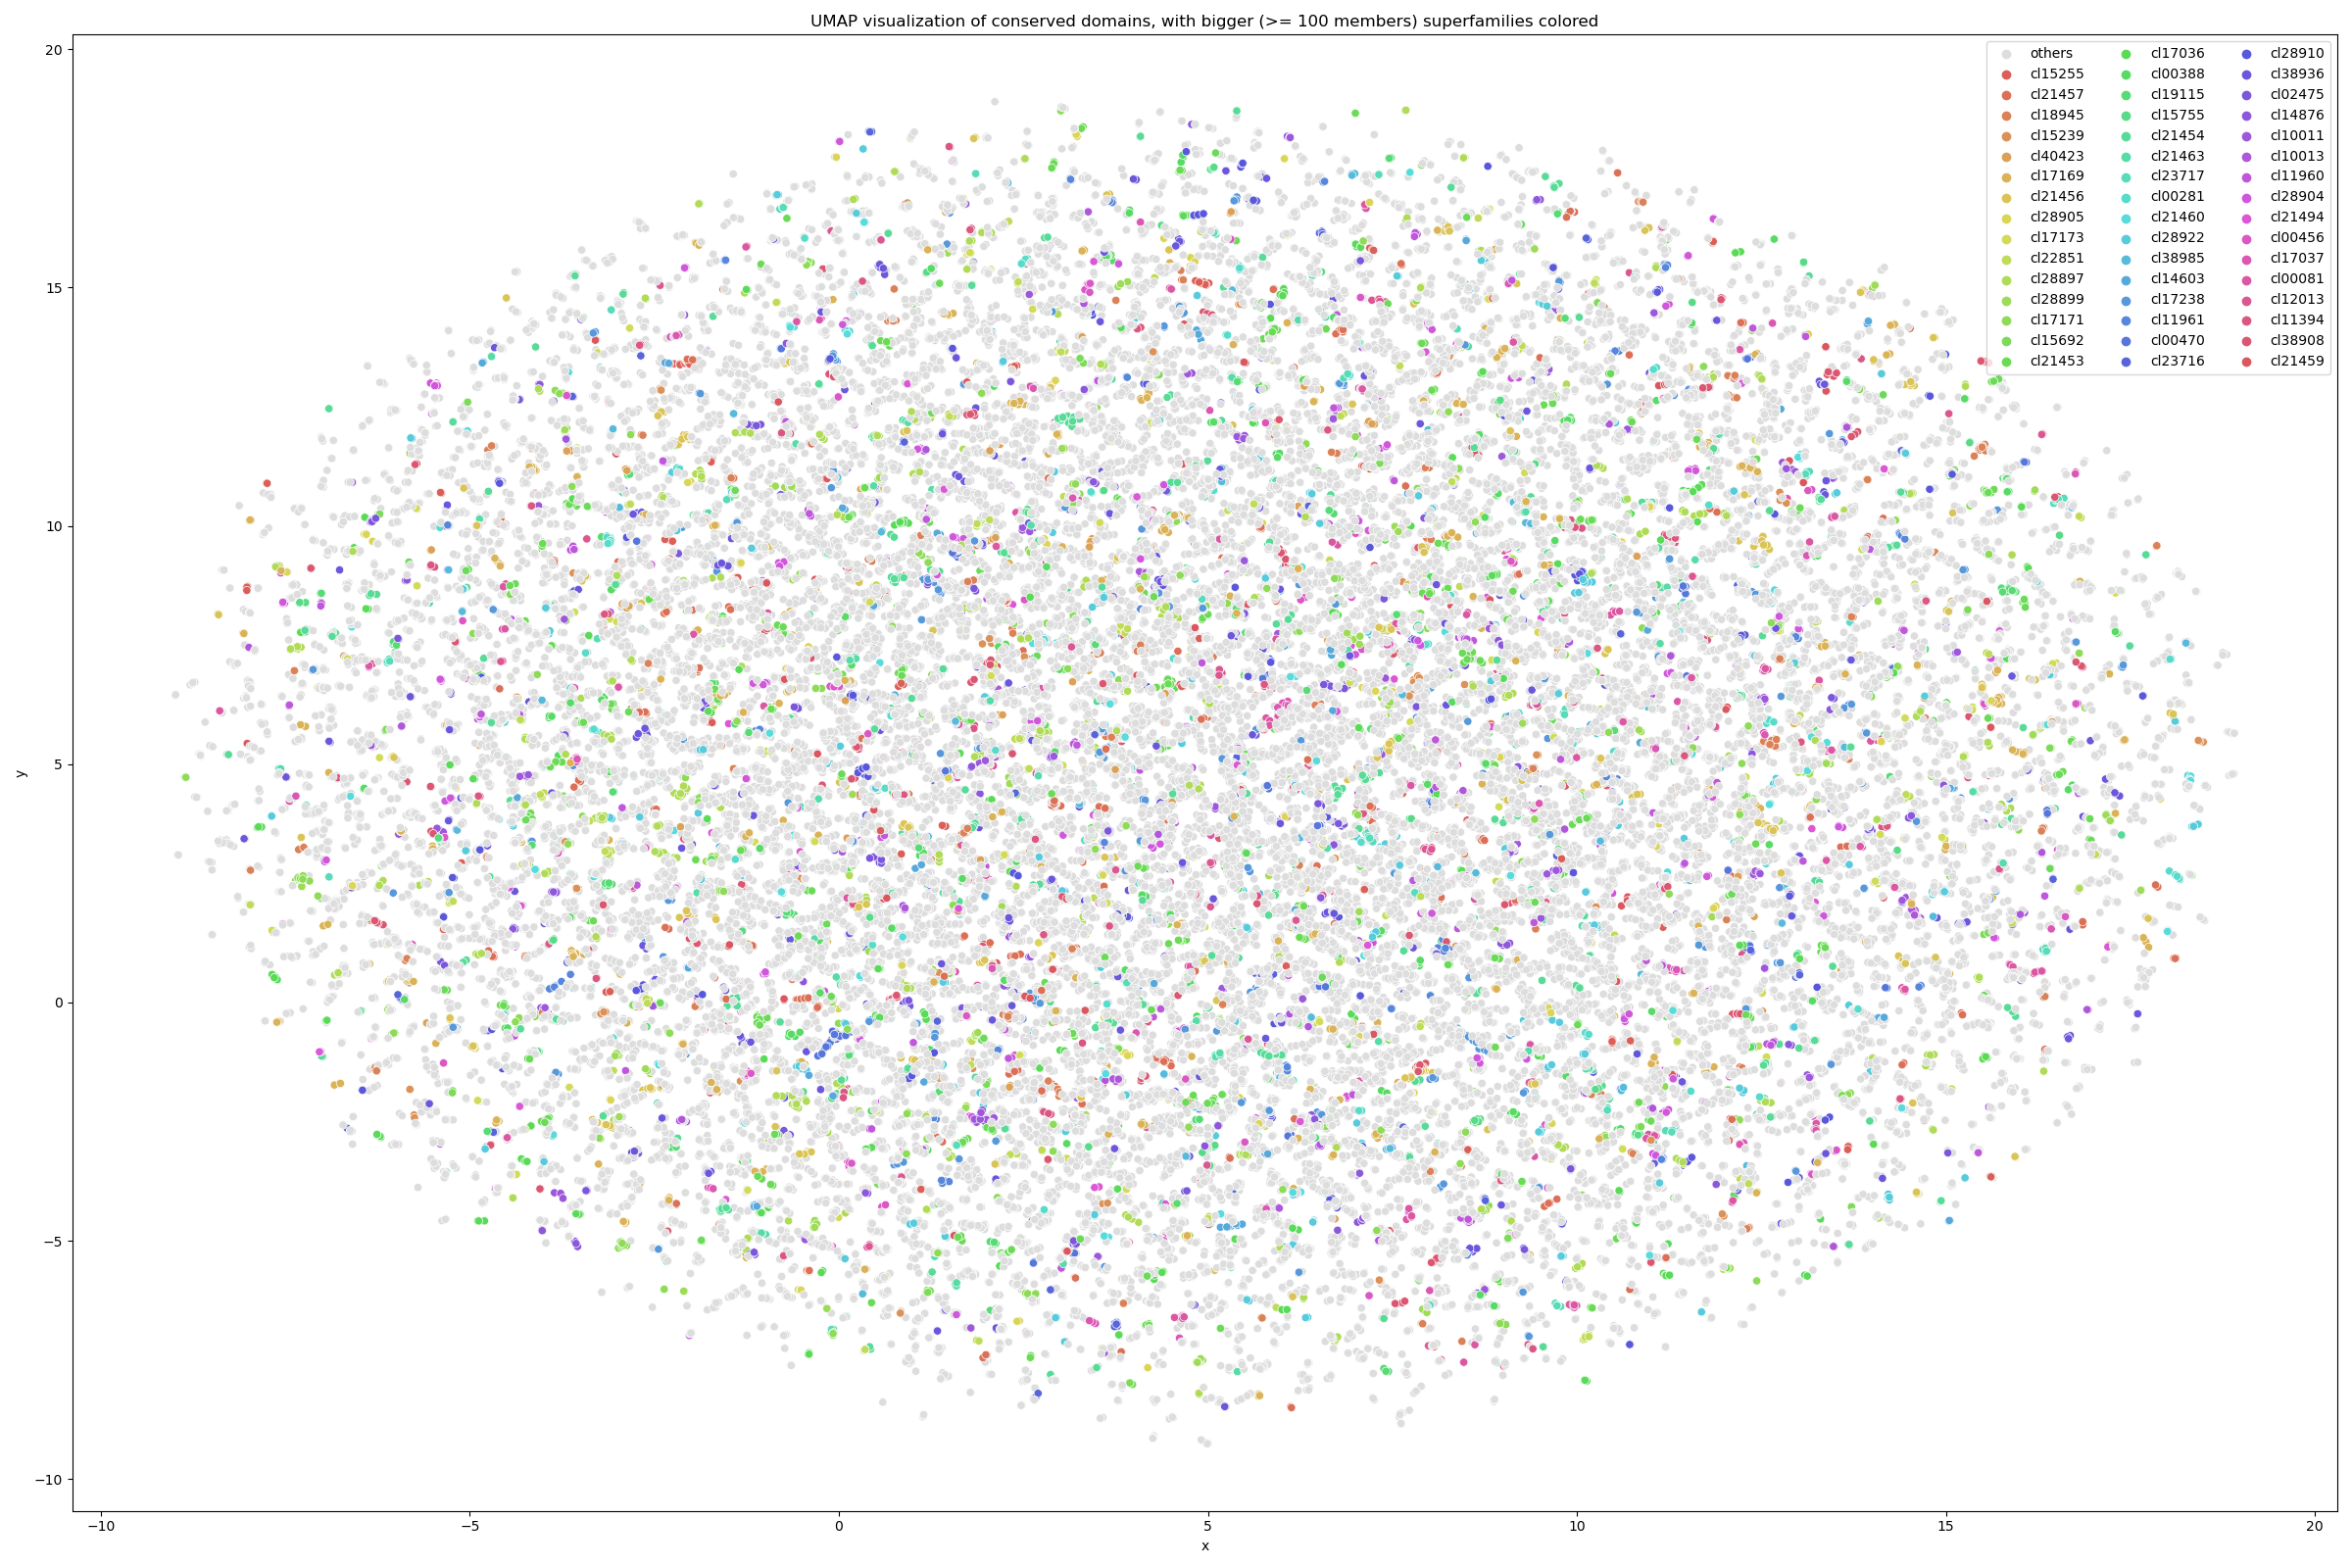 UMAP visualization of conserved domains, with bigger (>= 100 members) superfamilies colored
20
15
10
5
0
−5
−10
y
−10
−5
0
5
10
15
20
x
others
cl15255
cl21457
cl18945
cl15239
cl40423
cl17169
cl21456
cl28905
cl17173
cl22851
cl28897
cl28899
cl17171
cl15692
cl21453
cl17036
cl00388
cl19115
cl15755
cl21454
cl21463
cl23717
cl00281
cl21460
cl28922
cl38985
cl14603
cl17238
cl11961
cl00470
cl23716
cl28910
cl38936
cl02475
cl14876
cl10011
cl10013
cl11960
cl28904
cl21494
cl00456
cl17037
cl00081
cl12013
cl11394
cl38908
cl21459